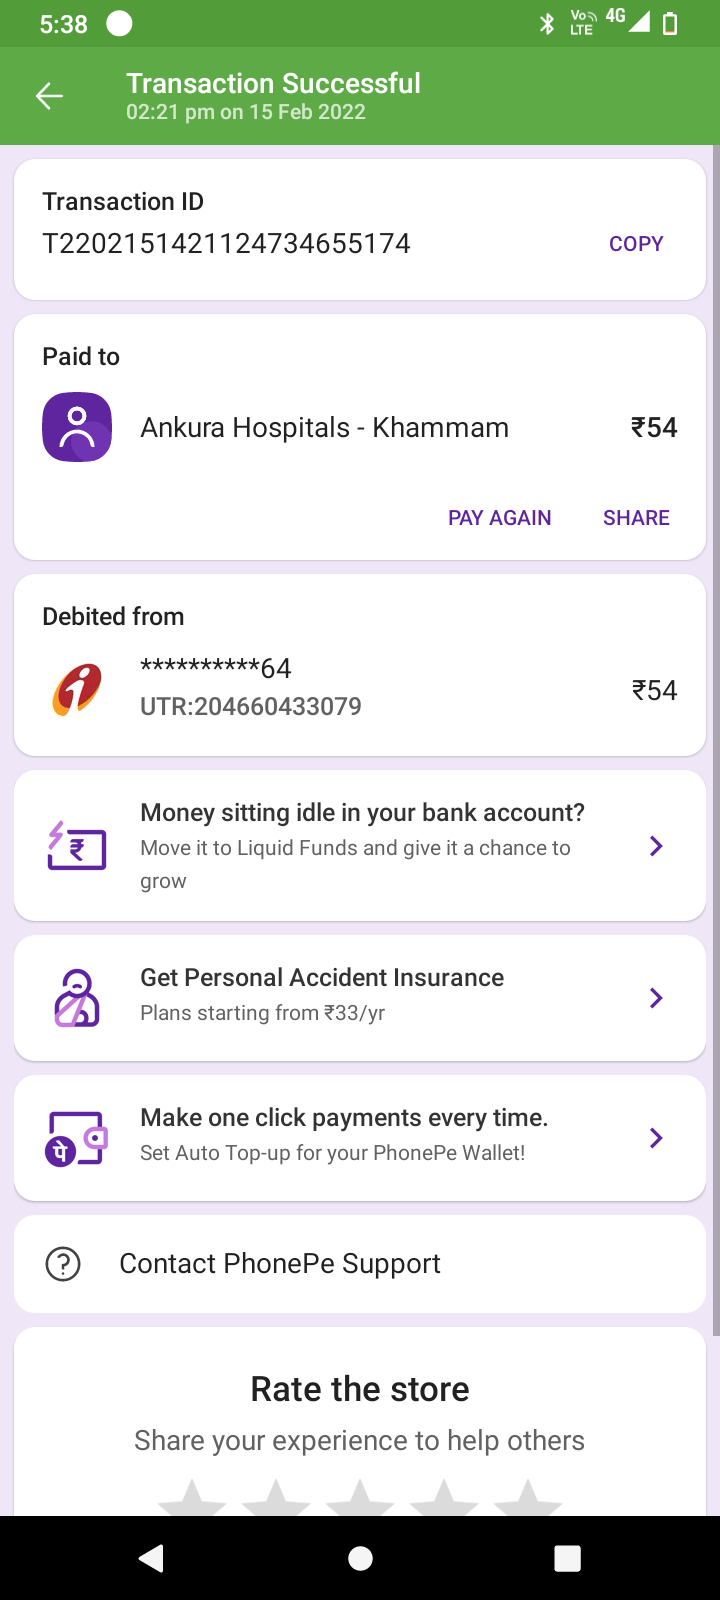 5:38
Vo
LTE
4G
Transaction Successful
02:21 pm on 15 Feb 2022
Transaction ID
T2202151421124734655174
COPY
Paid to
Ankura Hospitals - Khammam
₹54
PAY AGAIN
SHARE
Debited from
**********64
UTR:204660433079
₹54
Money sitting idle in your bank account?
Move it to Liquid Funds and give it a chance to
grow
₹
Get Personal Accident Insurance
Plans starting from ₹33/yr
Make one click payments every time.
Set Auto Top-up for your PhonePe Wallet!
पे
Contact PhonePe Support
Rate the store
Share your experience to help others